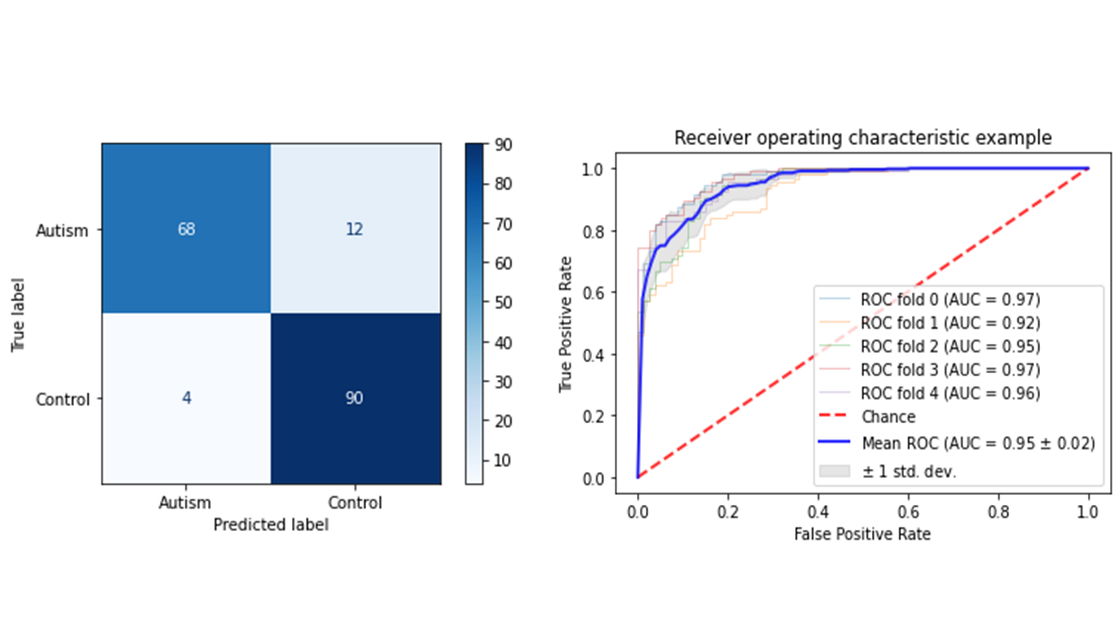 True label
Autism
Control
68
12
4
90
Autism
Control
Predicted label
90
80
70
60
50
40
30
20
10
Receiver operating characteristic example
True Positive Rate
1.0
0.8
0.6
0.4
0.2
0.0
ROC fold 0 (AUC = 0.97)
ROC fold 1 (AUC = 0.92)
ROC fold 2 (AUC = 0.95)
ROC fold 3 (AUC = 0.97)
ROC fold 4 (AUC = 0.96)
Chance
Mean ROC (AUC = 0.95 ± 0.02)
± 1 std. dev.
0.0 0.2 0.4 0.6 0.8 1.0
False Positive Rate